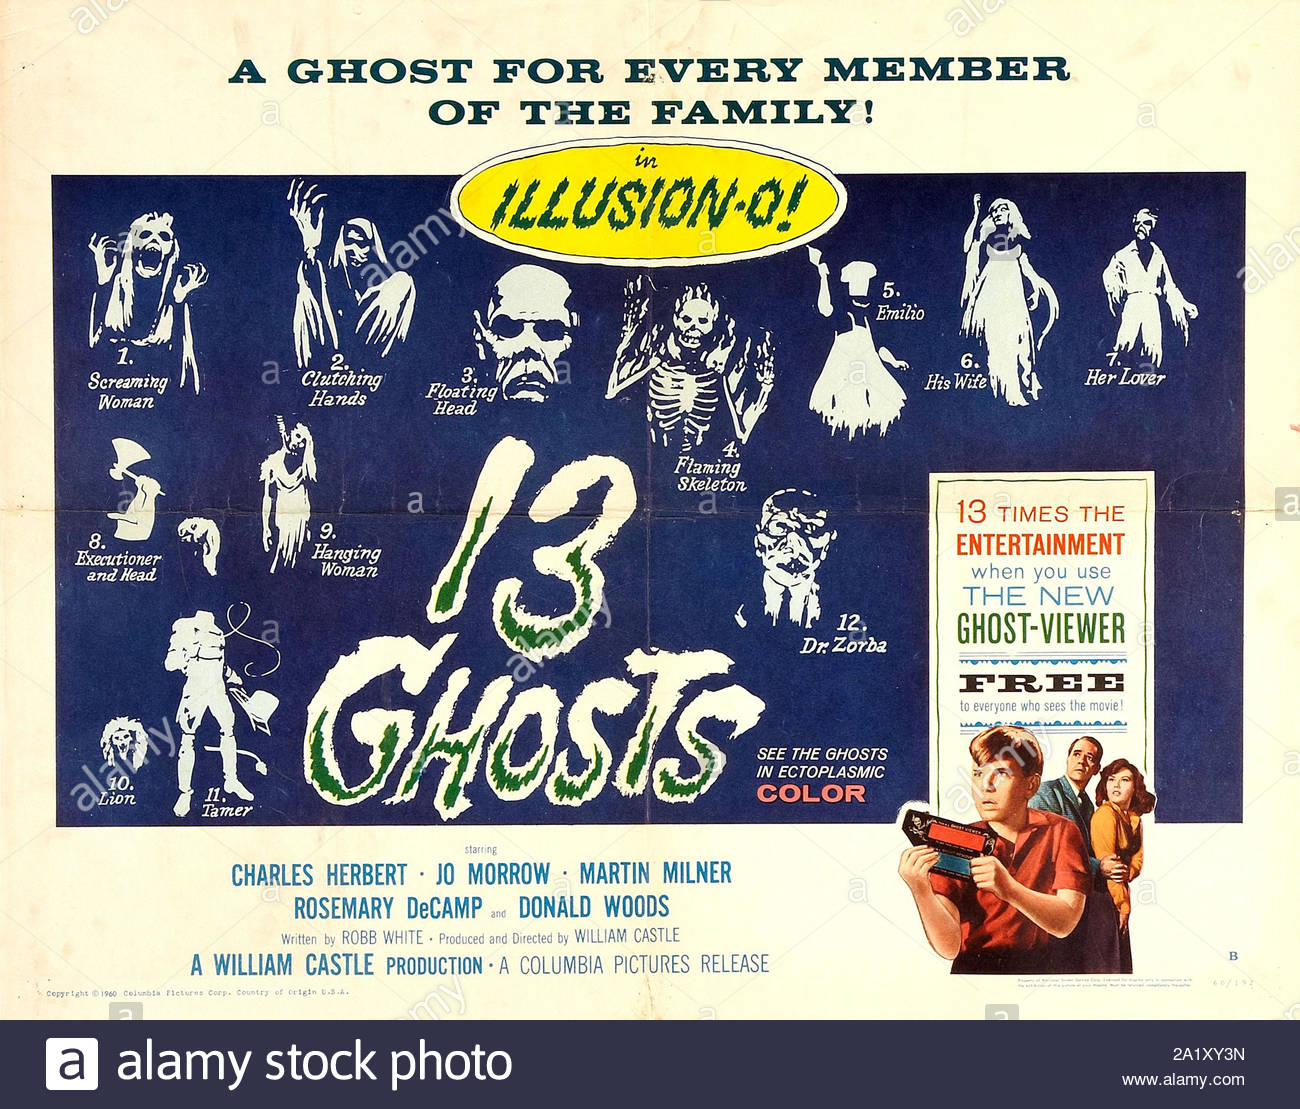 A GHOST FOR EVERY MEMBER
OF THE FAMILY!
in
ILLUSION-O!
1.
Screaming
Woman
2.
Clutching
Hands
3.
Floating
Head
4.
Flaming
Skeleton
5.
Emilio
6.
His Wife
7.
Her Lover
8.
Executioner
and Head
9.
Hanging
Woman
10.
Lion
11.
Tamer
12.
Dr. Zorba
13
GHOSTS
SEE THE GHOSTS
IN ECTOPLASMIC
COLOR
13 TIMES THE
ENTERTAINMENT
when you use
THE NEW
GHOST-VIEWER
FREE
to everyone who sees the movie!
GHOST VIEWER
starring
CHARLES HERBERT · JO MORROW · MARTIN MILNER
ROSEMARY DeCAMP and DONALD WOODS
Written by ROBB WHITE · Produced and Directed by WILLIAM CASTLE
A WILLIAM CASTLE PRODUCTION · A COLUMBIA PICTURES RELEASE
Copyright © 1960 Columbia Pictures Corp. Country of Origin U.S.A.
B
60/192
alamy
a alamy stock photo
2A1XY3N
www.alamy.com